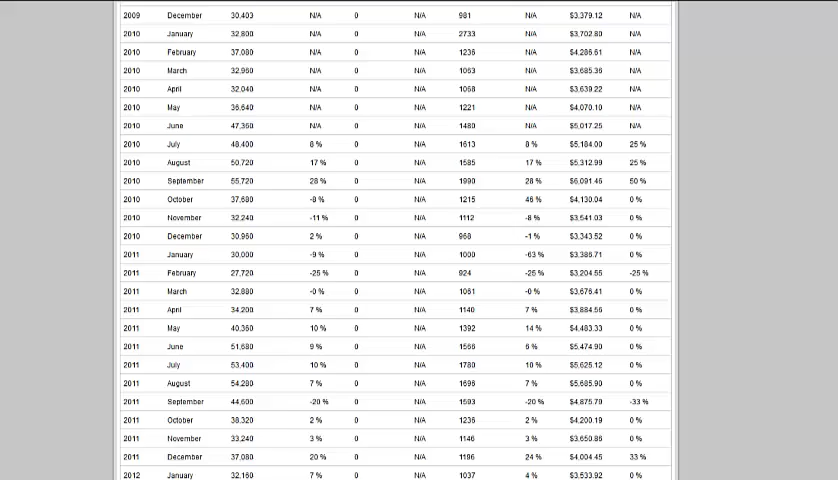 2009 December 30,403 N/A 0 N/A 981 N/A $3,379.12 N/A
2010 January 32,800 N/A 0 N/A 2733 N/A $3,702.80 N/A
2010 February 37,080 N/A 0 N/A 1236 N/A $4,286.61 N/A
2010 March 32,960 N/A 0 N/A 1063 N/A $3,685.36 N/A
2010 April 32,040 N/A 0 N/A 1068 N/A $3,639.22 N/A
2010 May 36,640 N/A 0 N/A 1221 N/A $4,070.10 N/A
2010 June 47,360 N/A 0 N/A 1480 N/A $5,017.25 N/A
2010 July 48,400 8 % 0 N/A 1613 8 % $5,184.00 25 %
2010 August 50,720 17 % 0 N/A 1585 17 % $5,312.99 25 %
2010 September 55,720 28 % 0 N/A 1990 28 % $6,091.46 50 %
2010 October 37,680 -8 % 0 N/A 1215 46 % $4,130.04 0 %
2010 November 32,240 -11 % 0 N/A 1112 -8 % $3,541.03 0 %
2010 December 30,960 2 % 0 N/A 968 -1 % $3,343.52 0 %
2011 January 30,000 -9 % 0 N/A 1000 -63 % $3,386.71 0 %
2011 February 27,720 -25 % 0 N/A 924 -25 % $3,204.55 -25 %
2011 March 32,880 -0 % 0 N/A 1061 -0 % $3,676.41 0 %
2011 April 34,200 7 % 0 N/A 1140 7 % $3,884.56 0 %
2011 May 40,360 10 % 0 N/A 1392 14 % $4,483.33 0 %
2011 June 51,680 9 % 0 N/A 1566 6 % $5,474.90 0 %
2011 July 53,400 10 % 0 N/A 1780 10 % $5,625.12 0 %
2011 August 54,280 7 % 0 N/A 1696 7 % $5,685.90 0 %
2011 September 44,600 -20 % 0 N/A 1593 -20 % $4,875.79 -33 %
2011 October 38,320 2 % 0 N/A 1236 2 % $4,200.19 0 %
2011 November 33,240 3 % 0 N/A 1146 3 % $3,650.86 0 %
2011 December 37,080 20 % 0 N/A 1196 24 % $4,004.45 33 %
2012 January 32,160 7 % 0 N/A 1037 4 % $3,533.92 0 %